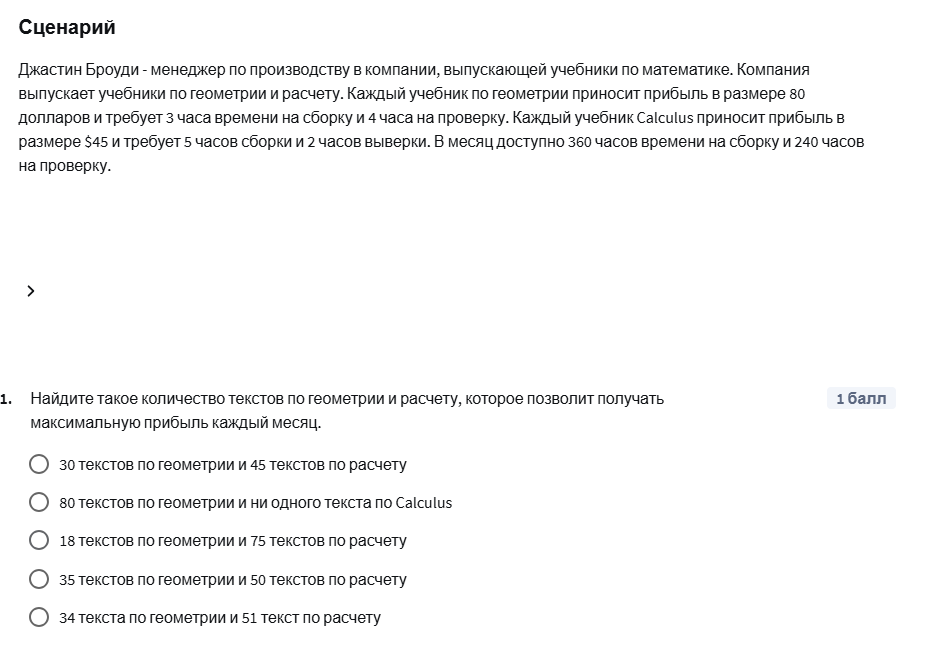 Сценарий
Джастин Броуди - менеджер по производству в компании, выпускающей учебники по математике. Компания
выпускает учебники по геометрии и расчету. Каждый учебник по геометрии приносит прибыль в размере 80
долларов и требует 3 часа времени на сборку и 4 часа на проверку. Каждый учебник Calculus приносит прибыль в
размере $45 и требует 5 часов сборки и 2 часов выверки. В месяц доступно 360 часов времени на сборку и 240 часов
на проверку.
1. Найдите такое количество текстов по геометрии и расчету, которое позволит получать
максимальную прибыль каждый месяц.
1 балл
30 текстов по геометрии и 45 текстов по расчету
80 текстов по геометрии и ни одного текста по Calculus
18 текстов по геометрии и 75 текстов по расчету
35 текстов по геометрии и 50 текстов по расчету
34 текста по геометрии и 51 текст по расчету